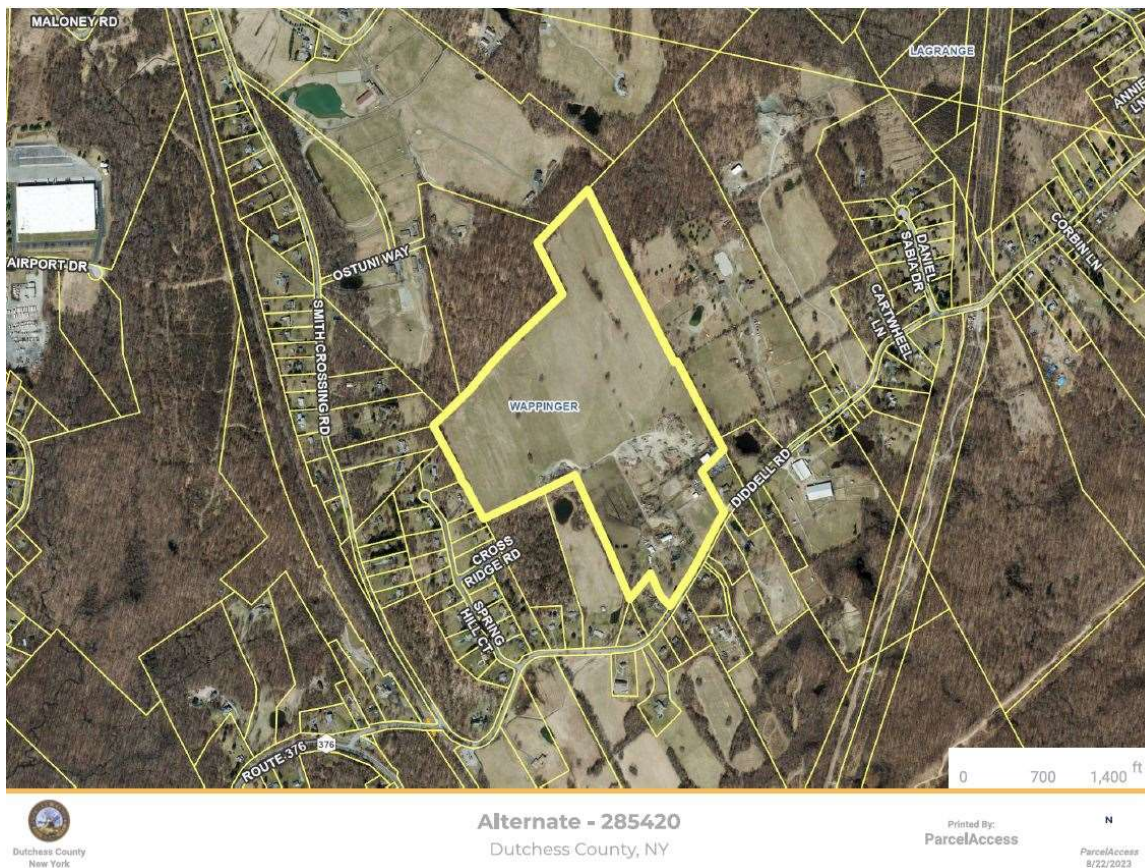 MALONEY RD
LAGRANGE
ANNIE
AIRPORT DR
OSTUNI WAY
SMITH CROSSING RD
WAPPINGER
DANIEL
SABIA DR
CORBIN LN
CARTWHEEL
LN
DIDDELL RD
CROSS
RIDGE RD
SPRING
HILL CT
ROUTE 376
376
0 700 1,400 ft
Dutchess County
New York
Alternate - 285420
Dutchess County, NY
Printed By:
ParcelAccess
N
ParcelAccess
8/22/2023